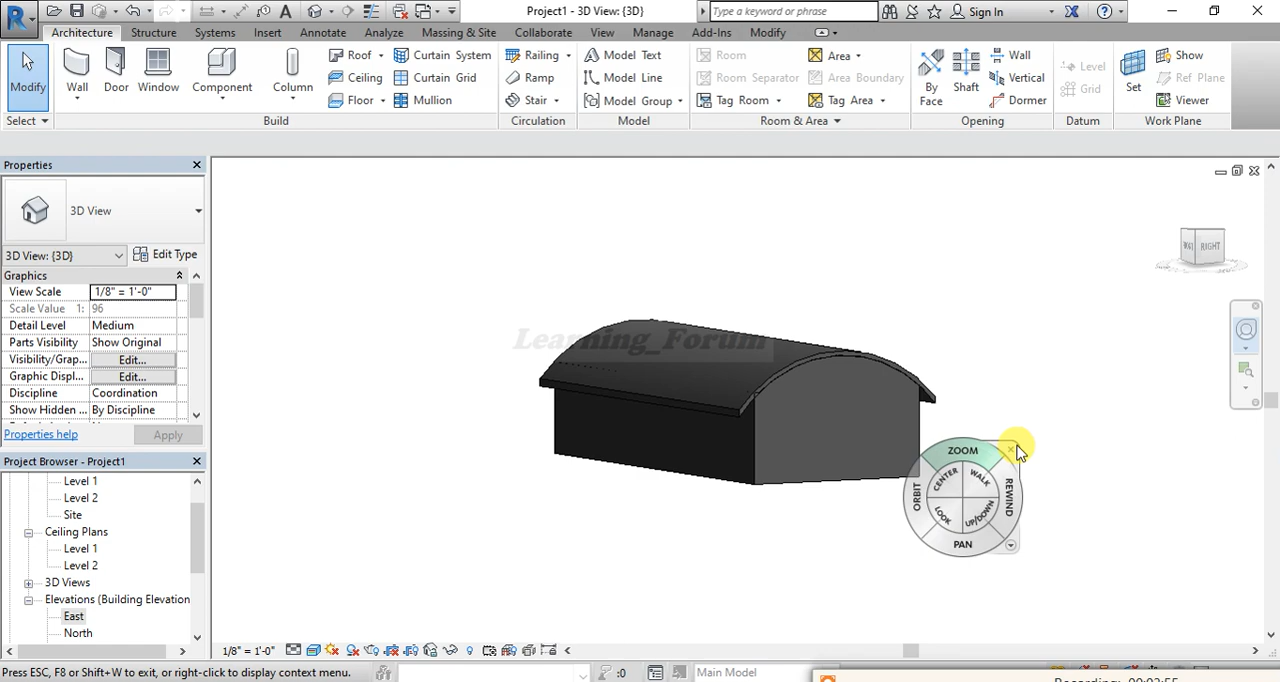 Project1 - 3D View: {3D}
Type a keyword or phrase
Sign In
Architecture Structure Systems Insert Annotate Analyze Massing & Site Collaborate View Manage Add-Ins Modify
Modify
Wall
Door
Window
Component
Column
Roof
Ceiling
Floor
Curtain System
Curtain Grid
Mullion
Railing
Ramp
Stair
Model Text
Model Line
Model Group
Room
Room Separator
Tag Room
Area
Area Boundary
Tag Area
By
Face
Shaft
Wall
Vertical
Dormer
Level
Grid
Set
Show
Ref Plane
Viewer
Select
Build
Circulation
Model
Room & Area
Opening
Datum
Work Plane
Properties
3D View
3D View: {3D}
Edit Type
Graphics
View Scale 1/8" = 1'-0"
Scale Value 1: 96
Detail Level Medium
Parts Visibility Show Original
Visibility/Grap... Edit...
Graphic Displ... Edit...
Discipline Coordination
Show Hidden ... By Discipline
Properties help
Apply
Project Browser - Project1
Level 1
Level 2
Site
Ceiling Plans
Level 1
Level 2
3D Views
Elevations (Building Elevation
East
North
RIGHT
Learning_Forum
ZOOM
CENTER
WALK
ORBIT
REWIND
LOOK
UP/DOWN
PAN
1/8" = 1'-0"
Press ESC, F8 or Shift+W to exit, or right-click to display context menu.
:0
Main Model